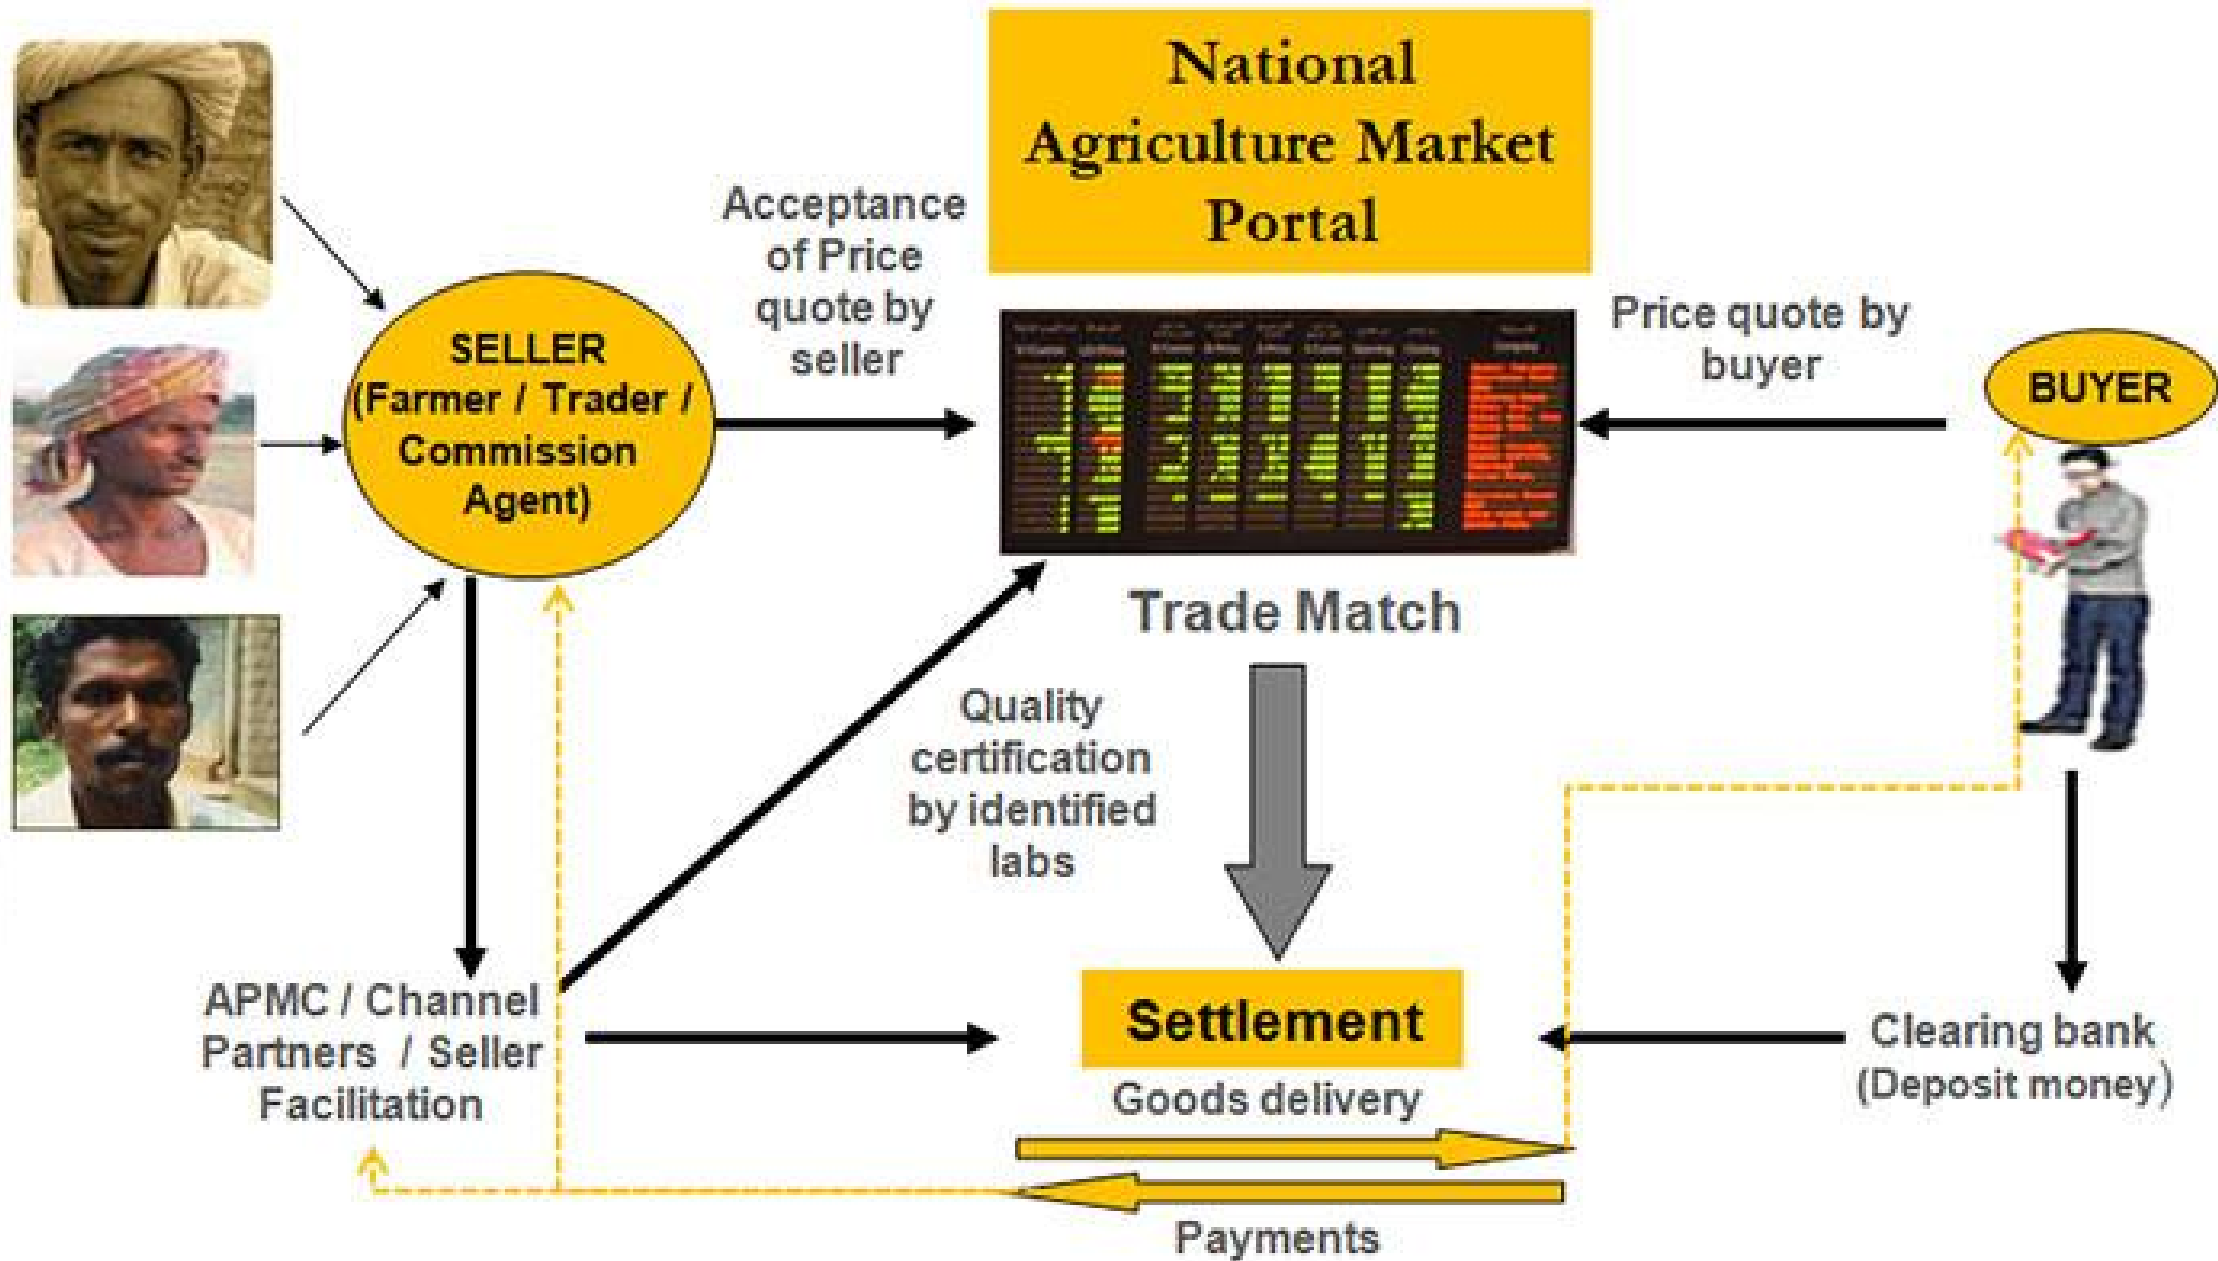 National
Agriculture Market
Portal
Acceptance
of Price
quote by
seller
Price quote by
buyer
SELLER
(Farmer / Trader /
Commission
Agent)
BUYER
Trade Match
Quality
certification
by identified
labs
APMC / Channel
Partners / Seller
Facilitation
Settlement
Clearing bank
(Deposit money)
Goods delivery
Payments